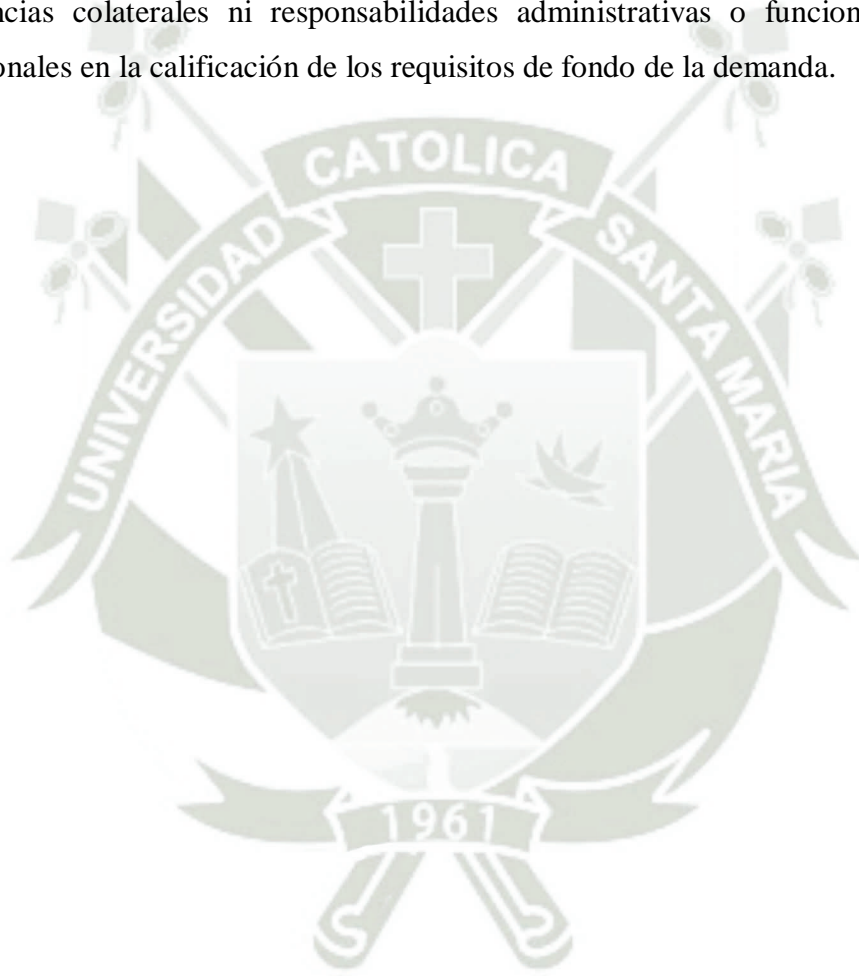 ncias colaterales ni responsabilidades administrativas o funcion
onales en la calificación de los requisitos de fondo de la demanda.
CATOLICA
UNIVERSIDAD
SANTA MARIA
1961